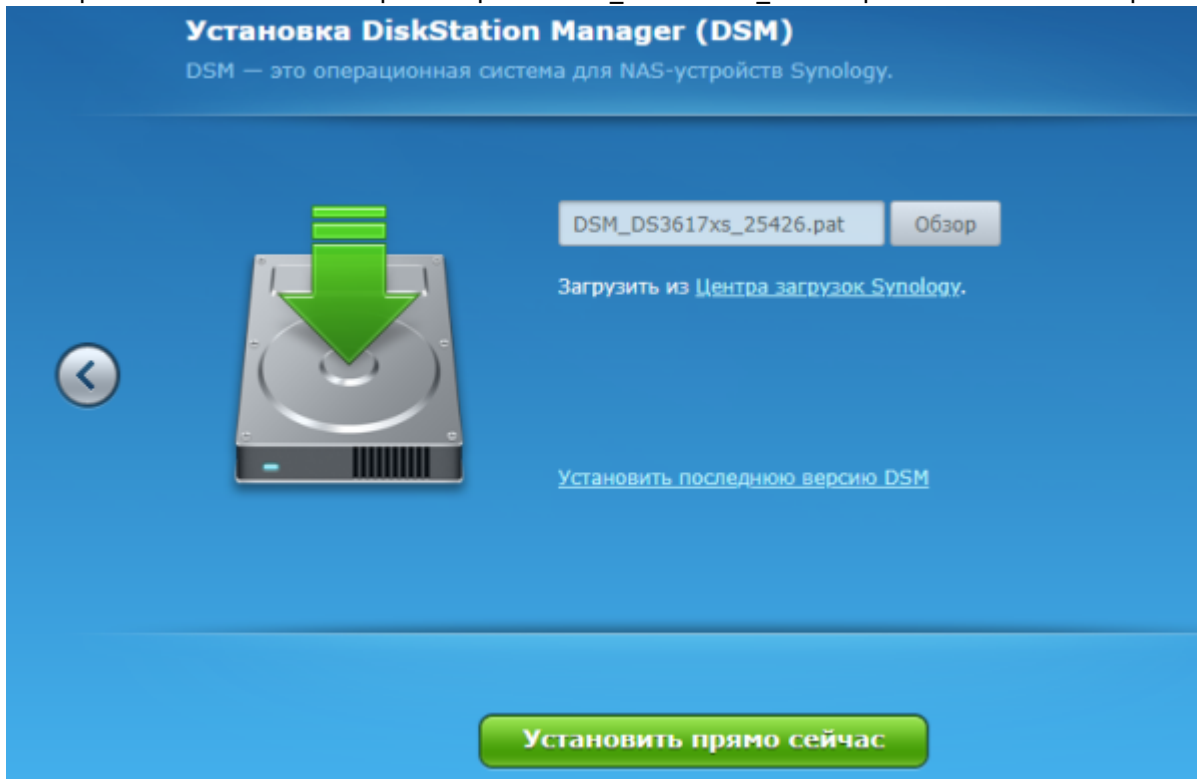 Установка DiskStation Manager (DSM)
DSM — это операционная система для NAS-устройств Synology.
DSM_DS3617xs_25426.pat
Обзор
Загрузить из Центра загрузок Synology.
Установить последнюю версию DSM
Установить прямо сейчас